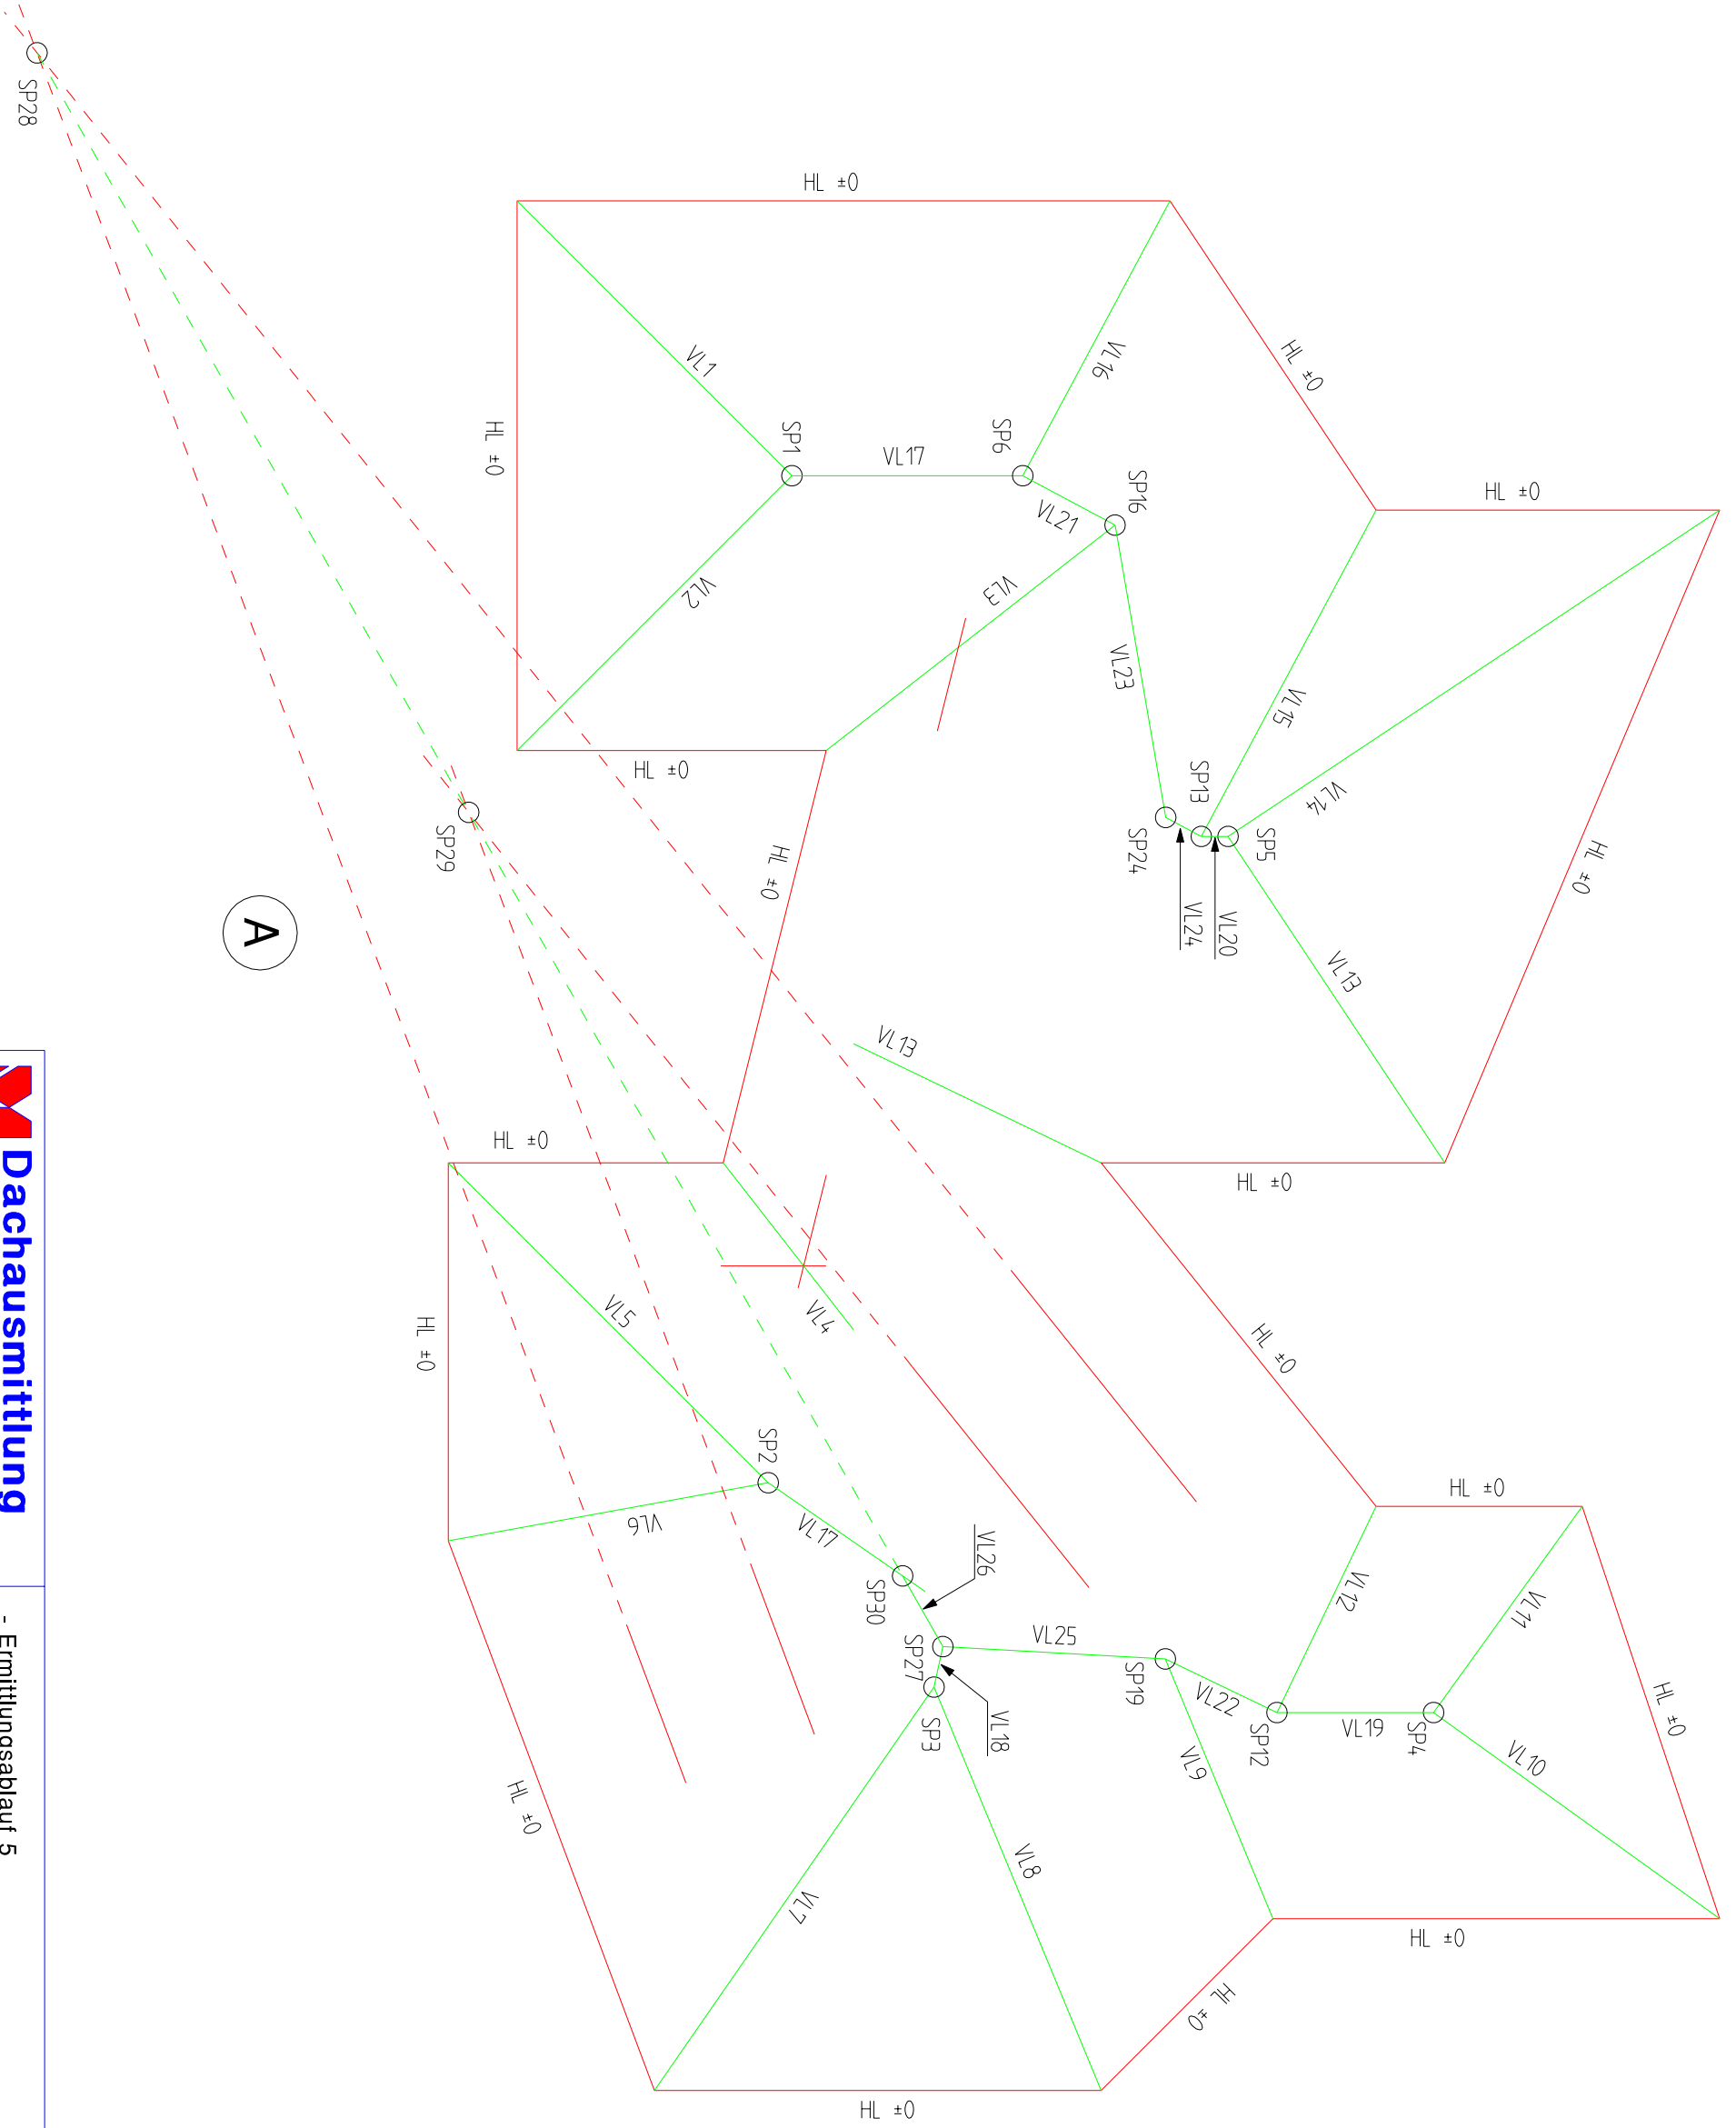 SP28
HL ±0
HL ±0
HL ±0
HL ±0
VL1
VL16
SP1
VL17
SP6
SP16
VL21
VL2
VL3
VL23
VL15
VL14
HL ±0
HL ±0
SP13
SP5
SP24
SP29
HL ±0
A
VL24
VL20
VL13
VL13
HL ±0
HL ±0
HL ±0
HL ±0
VL5
VL4
HL ±0
SP2
VL6
VL17
VL26
SP30
VL12
VL11
SP27
VL25
SP19
VL22
VL18
SP3
SP12
VL19
SP4
VL10
HL ±0
VL9
HL ±0
VL8
VL7
HL ±0
HL ±0
HL ±0
Dachausmittlung
- Ermittlungsablauf 5